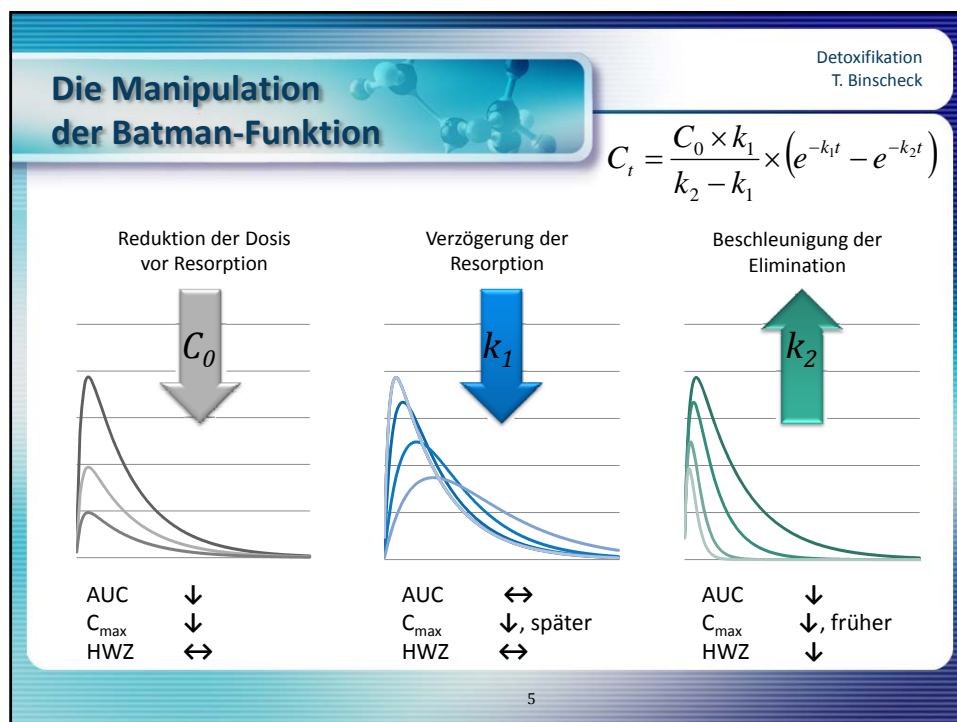 Detoxifikation
T. Binscheck
Die Manipulation
der Batman-Funktion
C_t = \frac{C_0 × k_1}{k_2 − k_1} × (e^{−k_1 t} − e^{−k_2 t})
Reduktion der Dosis
vor Resorption
C_0
AUC ↓
C_max ↓
HWZ ↔
Verzögerung der
Resorption
k_1
AUC ↔
C_max ↓, später
HWZ ↔
Beschleunigung der
Elimination
k_2
AUC ↓
C_max ↓, früher
HWZ ↓
5